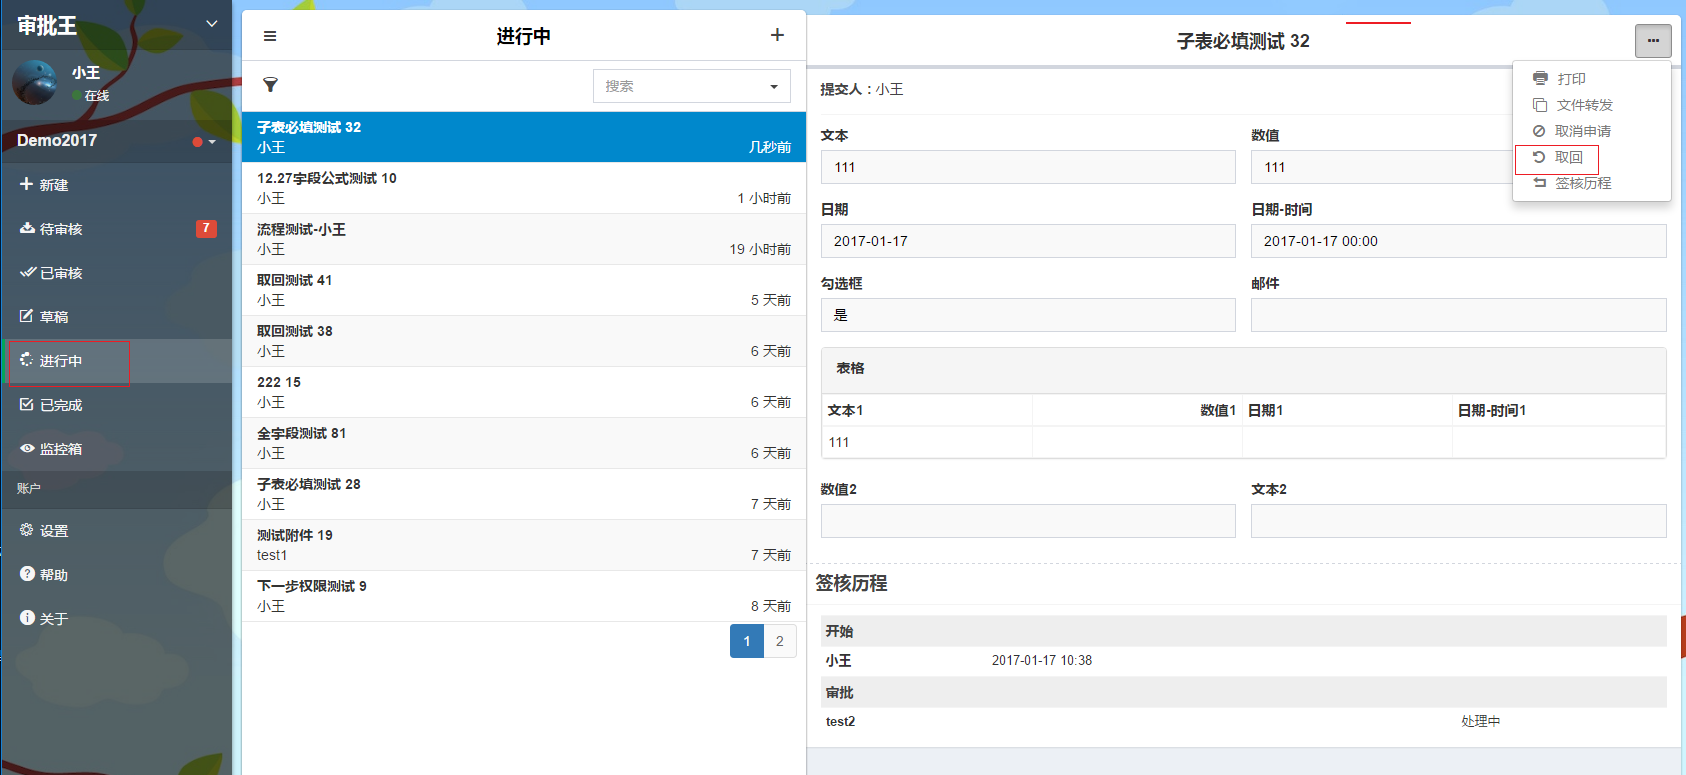 审批王
小王
在线
Demo2017
新建
待审核 7
已审核
草稿
进行中
已完成
监控箱
账户
设置
帮助
关于
进行中
搜索
子表必填测试 32
小王 几秒前
12.27字段公式测试 10
小王 1 小时前
流程测试-小王
小王 19 小时前
取回测试 41
小王 5 天前
取回测试 38
小王 6 天前
222 15
小王 6 天前
全字段测试 81
小王 6 天前
子表必填测试 28
小王 7 天前
测试附件 19
test1 7 天前
下一步权限测试 9
小王 8 天前
1 2
子表必填测试 32
打印
文件转发
取消申请
取回
签核历程
提交人：小王
文本 数值
111 111
日期 日期-时间
2017-01-17 2017-01-17 00:00
勾选框 邮件
是
表格
文本1 数值1 日期1 日期-时间1
111
数值2 文本2
签核历程
开始
小王 2017-01-17 10:38
审批
test2 处理中